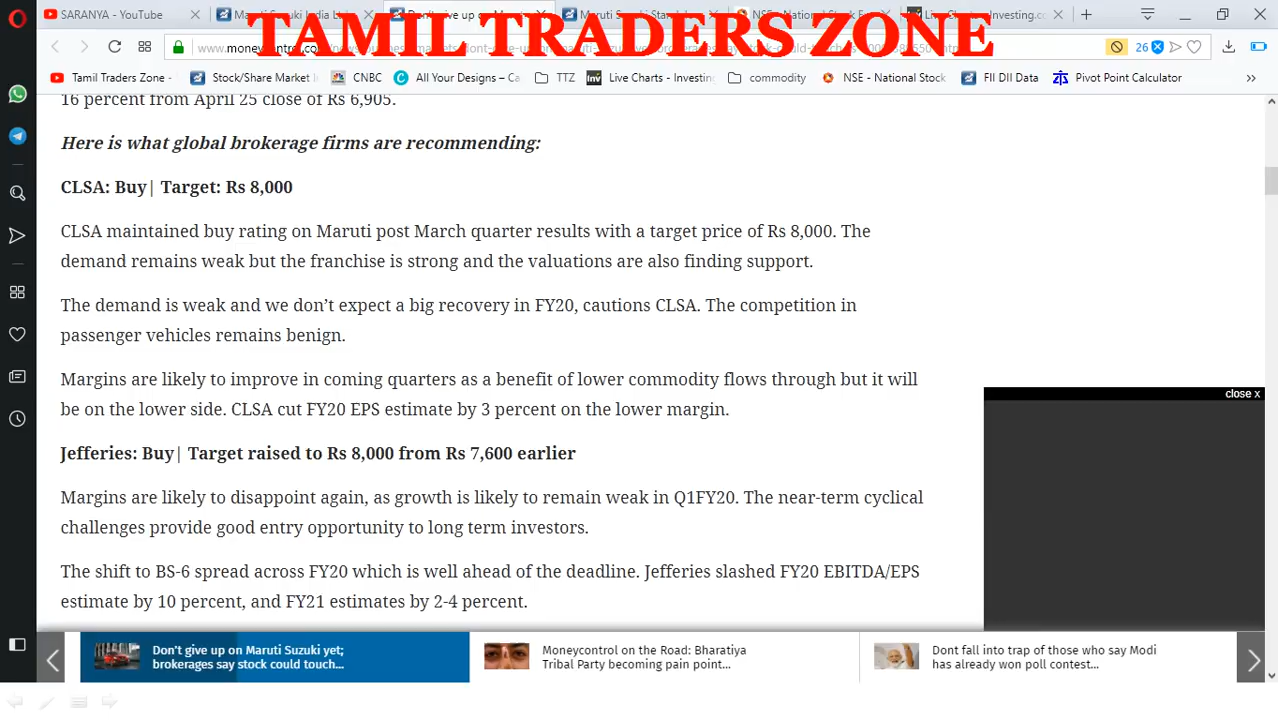 TAMIL TRADERS ZONE
SARANYA - YouTube
Maruti Suzuki India Ltd
26
Tamil Traders Zone -
Stock/Share Market I
CNBC
All Your Designs – Ca
TTZ
Live Charts - Investing
commodity
NSE - National Stock
FII DII Data
Pivot Point Calculator
16 percent from April 25 close of Rs 6,905.
Here is what global brokerage firms are recommending:
CLSA: Buy| Target: Rs 8,000
CLSA maintained buy rating on Maruti post March quarter results with a target price of Rs 8,000. The
demand remains weak but the franchise is strong and the valuations are also finding support.
The demand is weak and we don’t expect a big recovery in FY20, cautions CLSA. The competition in
passenger vehicles remains benign.
Margins are likely to improve in coming quarters as a benefit of lower commodity flows through but it will
be on the lower side. CLSA cut FY20 EPS estimate by 3 percent on the lower margin.
close x
Jefferies: Buy| Target raised to Rs 8,000 from Rs 7,600 earlier
Margins are likely to disappoint again, as growth is likely to remain weak in Q1FY20. The near-term cyclical
challenges provide good entry opportunity to long term investors.
The shift to BS-6 spread across FY20 which is well ahead of the deadline. Jefferies slashed FY20 EBITDA/EPS
estimate by 10 percent, and FY21 estimates by 2-4 percent.
Don't give up on Maruti Suzuki yet;
brokerages say stock could touch...
Moneycontrol on the Road: Bharatiya
Tribal Party becoming pain point...
Dont fall into trap of those who say Modi
has already won poll contest...